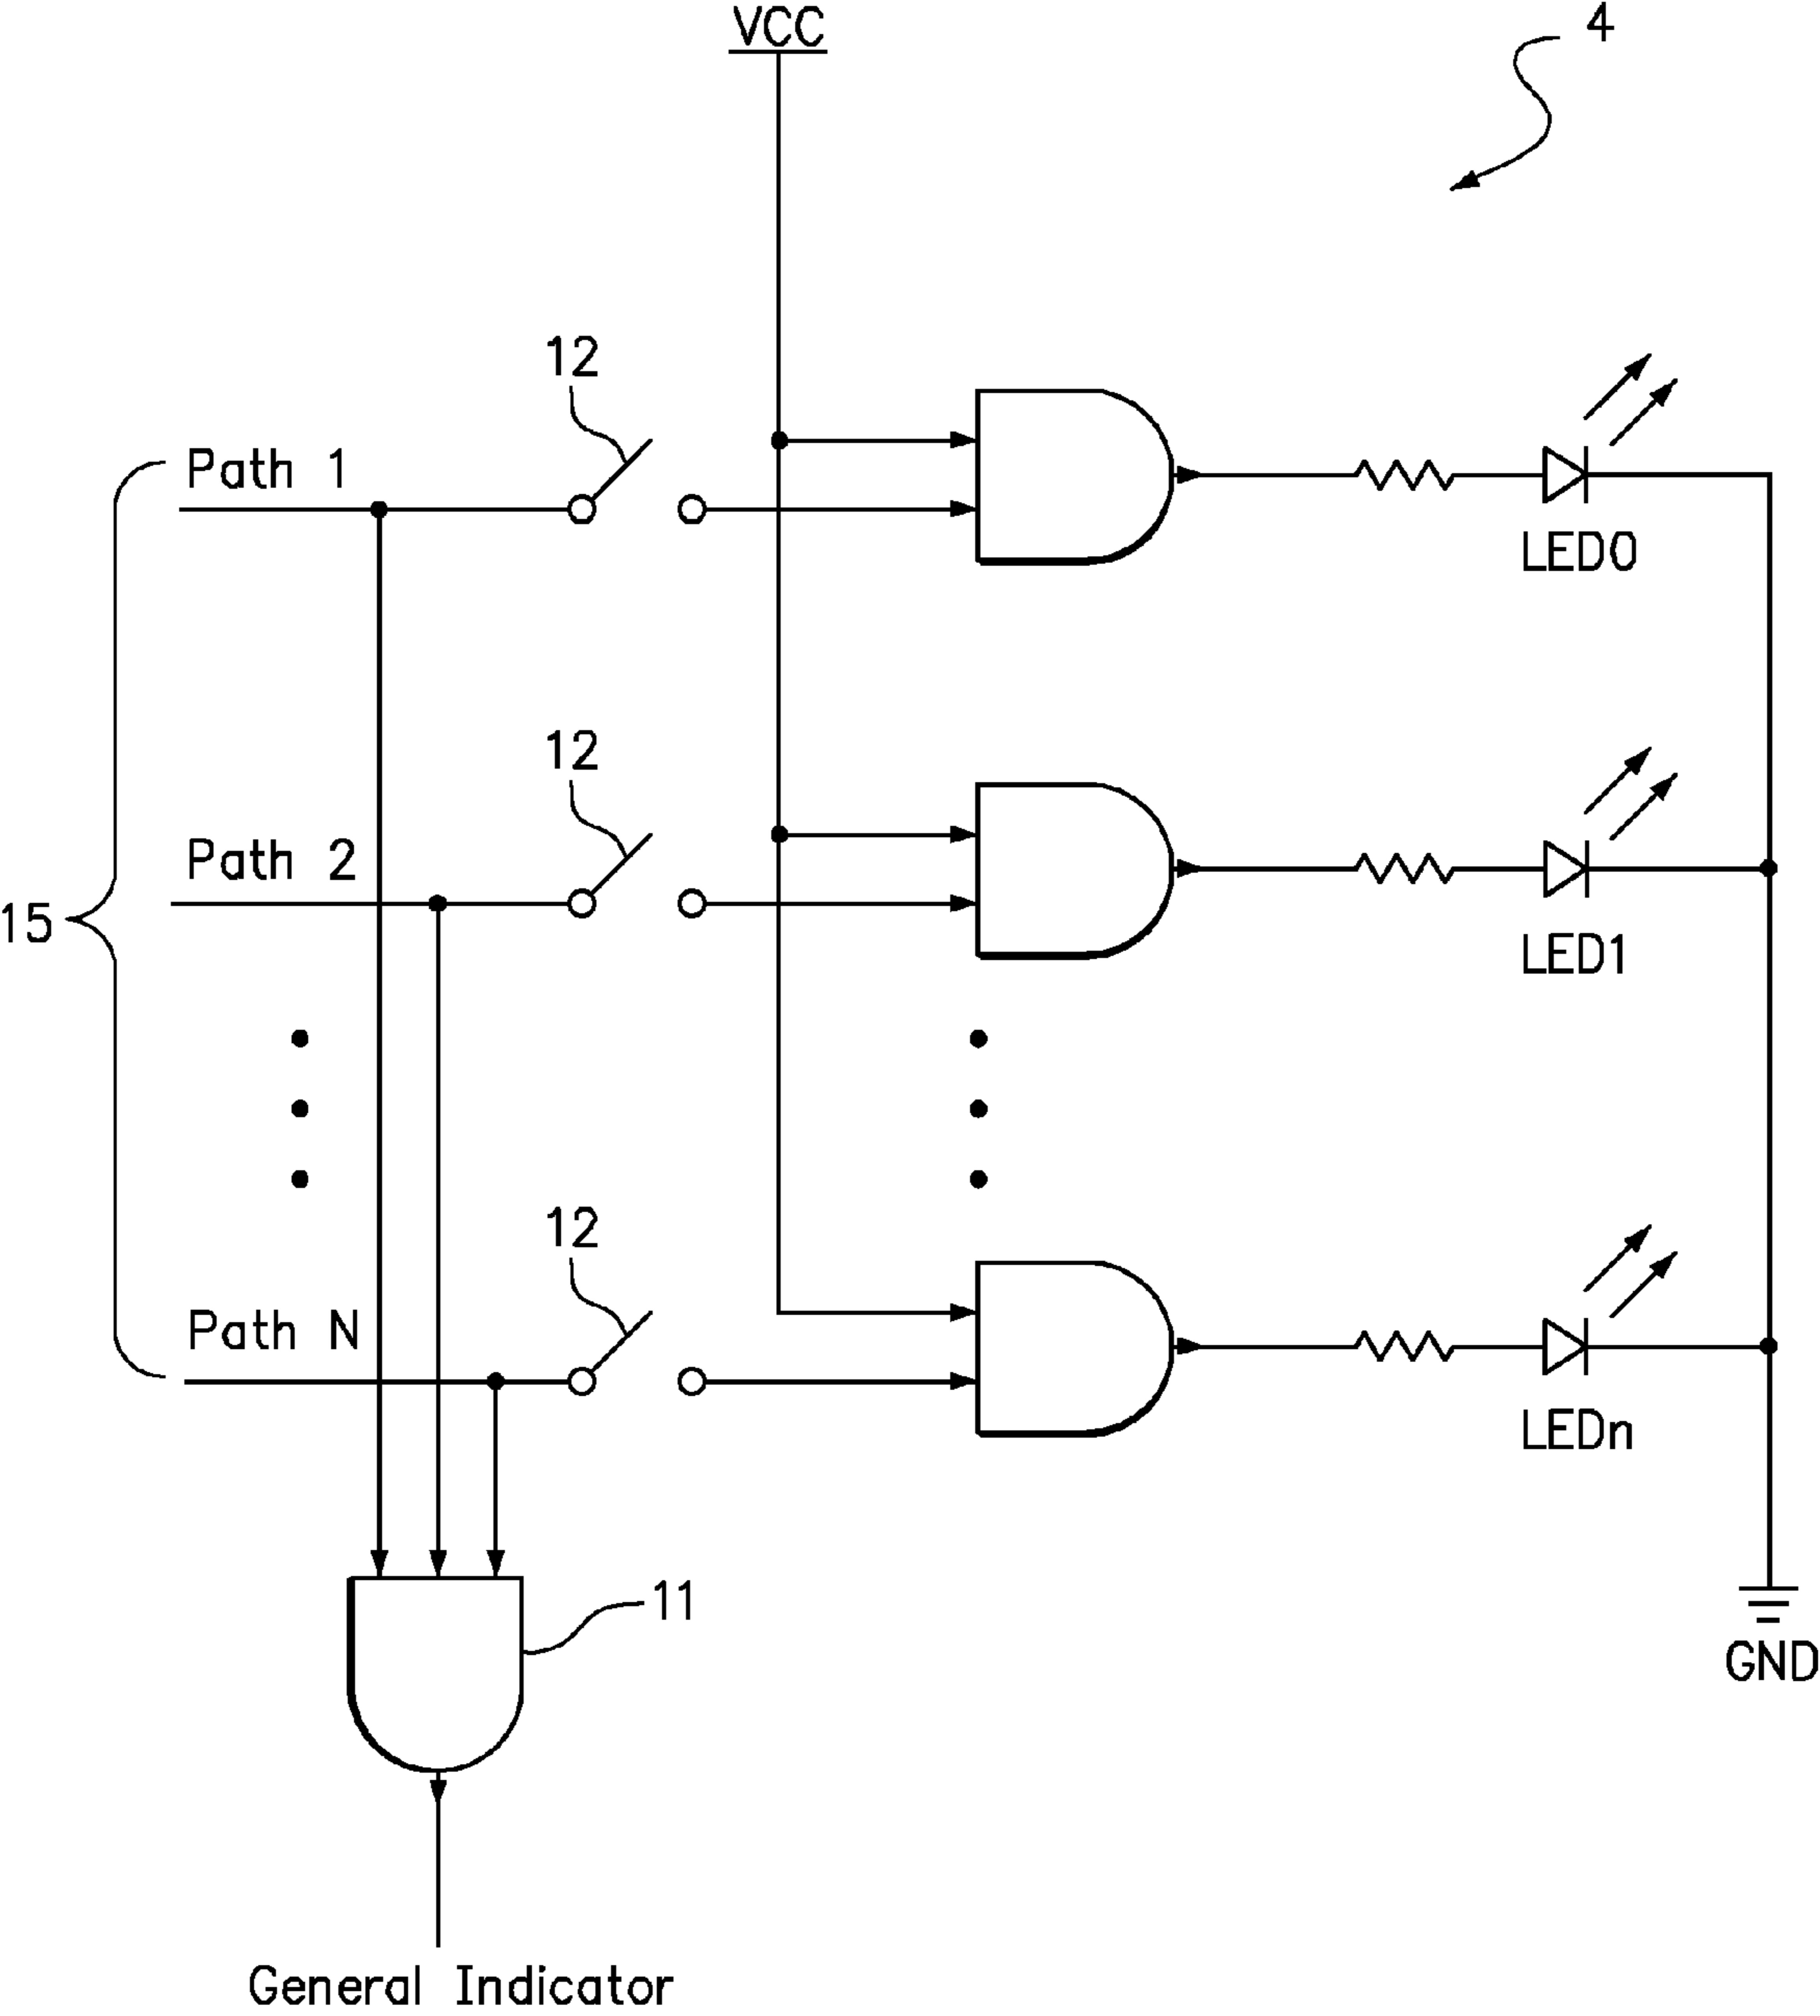 VCC
4
12
Path 1
LED0
12
Path 2
15
LED1
12
Path N
LEDn
11
GND
General Indicator